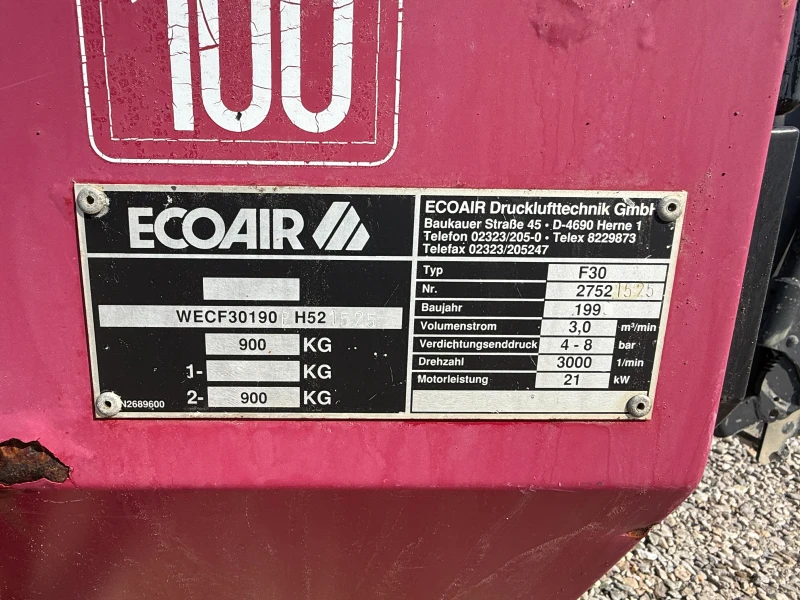 100
ECOAIR
WECF30190 H52 1525
900 KG
1- KG
2- 900 KG
N2689600
ECOAIR Drucklufttechnik GmbH
Baukauer Straße 45 • D-4690 Herne 1
Telefon 02323/205-0 • Telex 8229873
Telefax 02323/205247
Typ F30
Nr. 2752 1525
Baujahr 199
Volumenstrom 3,0 m³/min
Verdichtungsenddruck 4 - 8 bar
Drehzahl 3000 1/min
Motorleistung 21 kW